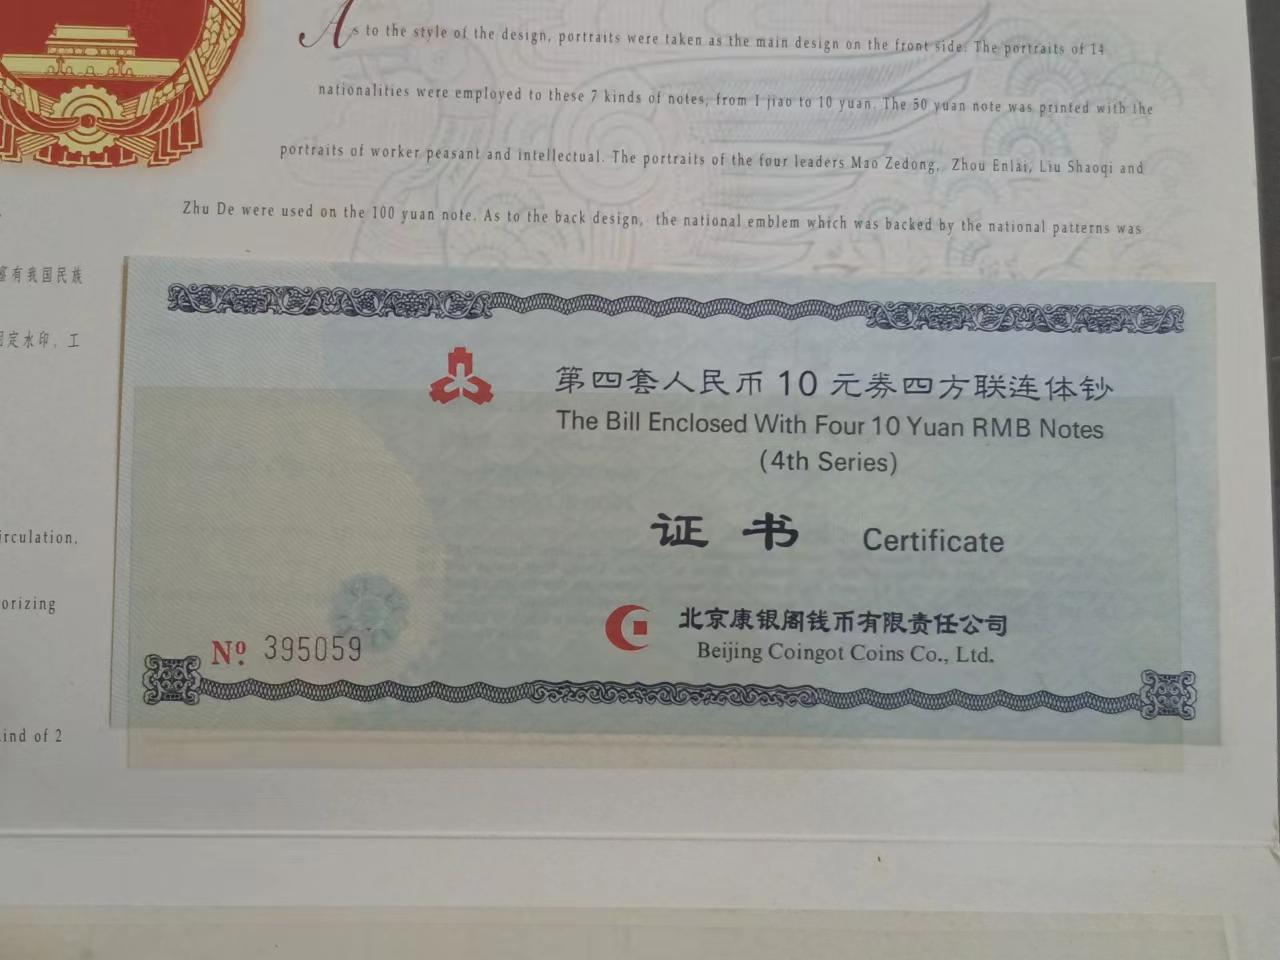 As to the style of the design, portraits were taken as the main design on the front side. The portraits of 14
nationalities were employed to these 7 kinds of notes, from 1 jiao to 10 yuan. The 50 yuan note was printed with the
portraits of worker peasant and intellectual. The portraits of the four leaders Mao Zedong, Zhou Enlai, Liu Shaoqi and
Zhu De were used on the 100 yuan note. As to the back design, the national emblem which was backed by the national patterns was
有我国民族
定水印、工
irculation,
orizing
ind of 2
第四套人民币10元券四方联连体钞
The Bill Enclosed With Four 10 Yuan RMB Notes
(4th Series)
证书 Certificate
北京康银阁钱币有限责任公司
Beijing Coingot Coins Co., Ltd.
Nº. 395059